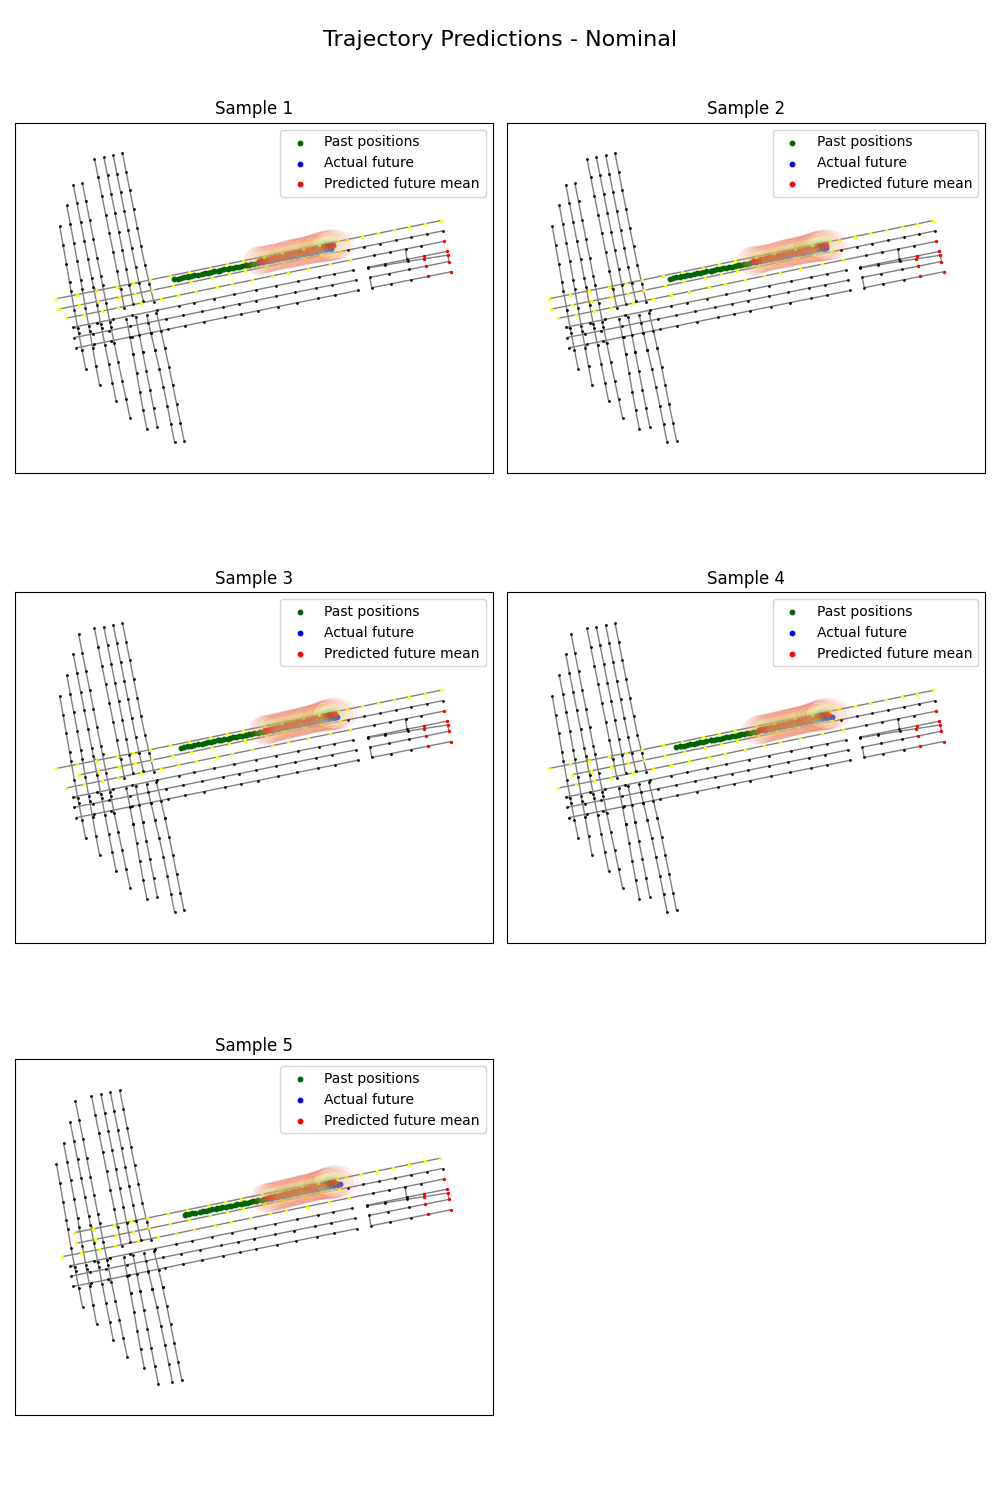 Trajectory Predictions - Nominal
Sample 1
Past positions
Actual future
Predicted future mean
Sample 2
Past positions
Actual future
Predicted future mean
Sample 3
Past positions
Actual future
Predicted future mean
Sample 4
Past positions
Actual future
Predicted future mean
Sample 5
Past positions
Actual future
Predicted future mean